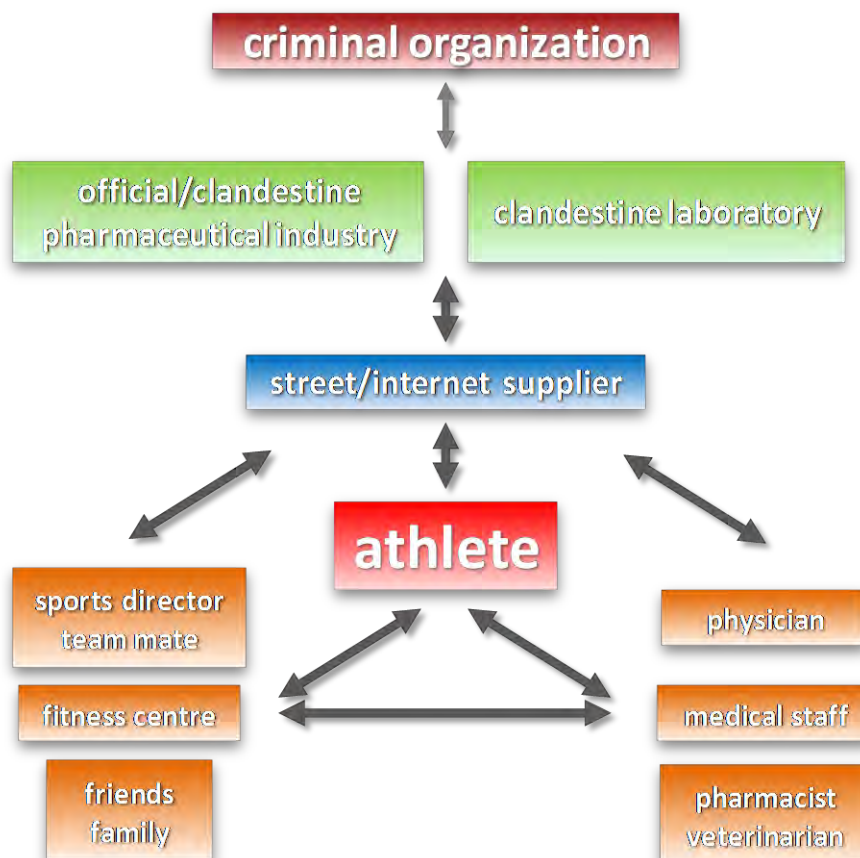 criminal organization
official/clandestine
pharmaceutical industry
clandestine laboratory
street/internet supplier
athlete
sports director
team mate
physician
fitness centre
medical staff
friends
family
pharmacist
veterinarian